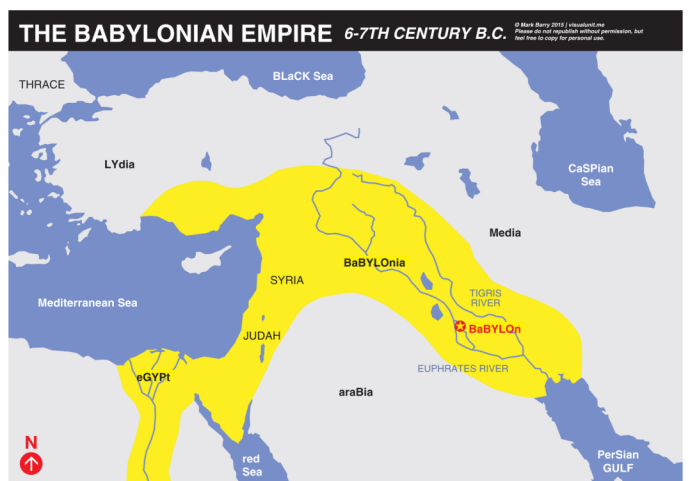 THE BABYLONIAN EMPIRE 6-7TH CENTURY B.C.
© Mark Barry 2015 | visualunit.me
Please do not republish without permission, but
feel free to copy for personal use.
BLaCK Sea
THRACE
CaSPian
Sea
LYdia
Media
BaBYLOnia
SYRIA
TIGRIS
RIVER
Mediterranean Sea
BaBYLOn
JUDAH
EUPHRATES RIVER
eGYPt
araBia
N
red
Sea
PerSian
GULF